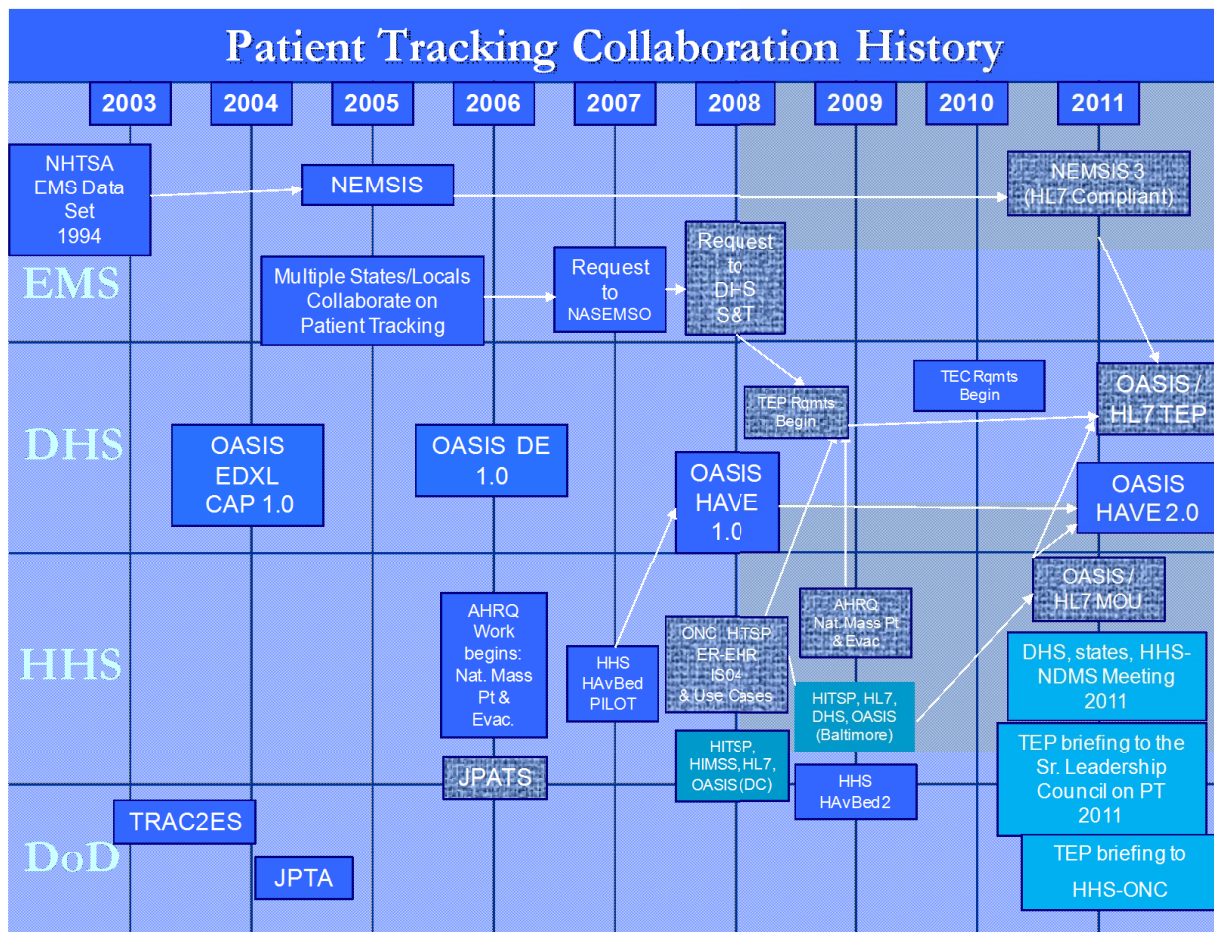 Patient Tracking Collaboration History
2003
2004
2005
2006
2007
2008
2009
2010
2011
NHTSA
EMS Data
Set
1994
NEMSIS
NEMSIS 3
(HL7 Compliant)
EMS
Multiple States/Locals
Collaborate on
Patient Tracking
Request
to
NASEMSO
Request
to
DHS
S&T
DHS
OASIS
EDXL
CAP 1.0
OASIS DE
1.0
OASIS
HAVE
1.0
TEP Rqmts
Begin
TEC Rqmts
Begin
OASIS /
HL7 TEP
OASIS
HAVE 2.0
HHS
AHRQ
Work
begins:
Nat. Mass
Pt &
Evac.
HHS
HAvBed
PILOT
ONC HITSP
ER-EHR
IS04
& Use Cases
AHRQ
Nat. Mass Pt
& Evac
OASIS /
HL7 MOU
HITSP, HL7,
DHS, OASIS
(Baltimore)
DHS, states, HHS-
NDMS Meeting
2011
JPATS
HITSP,
HIMSS, HL7,
OASIS (DC)
HHS
HAvBed 2
TEP briefing to the
Sr. Leadership
Council on PT
2011
DoD
TRAC2ES
JPTA
TEP briefing to
HHS-ONC